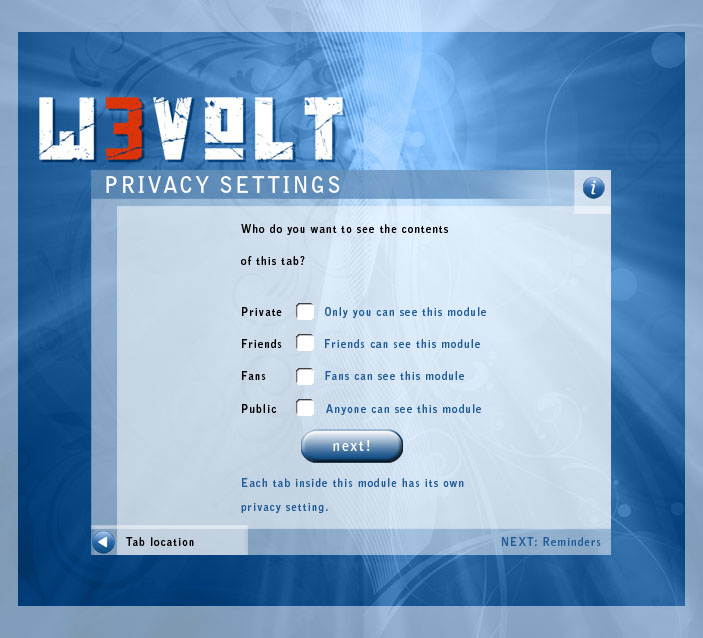 W3VOLT
PRIVACY SETTINGS
i
Who do you want to see the contents
of this tab?
Private Only you can see this module
Friends Friends can see this module
Fans Fans can see this module
Public Anyone can see this module
next!
Each tab inside this module has its own
privacy setting.
Tab location NEXT: Reminders